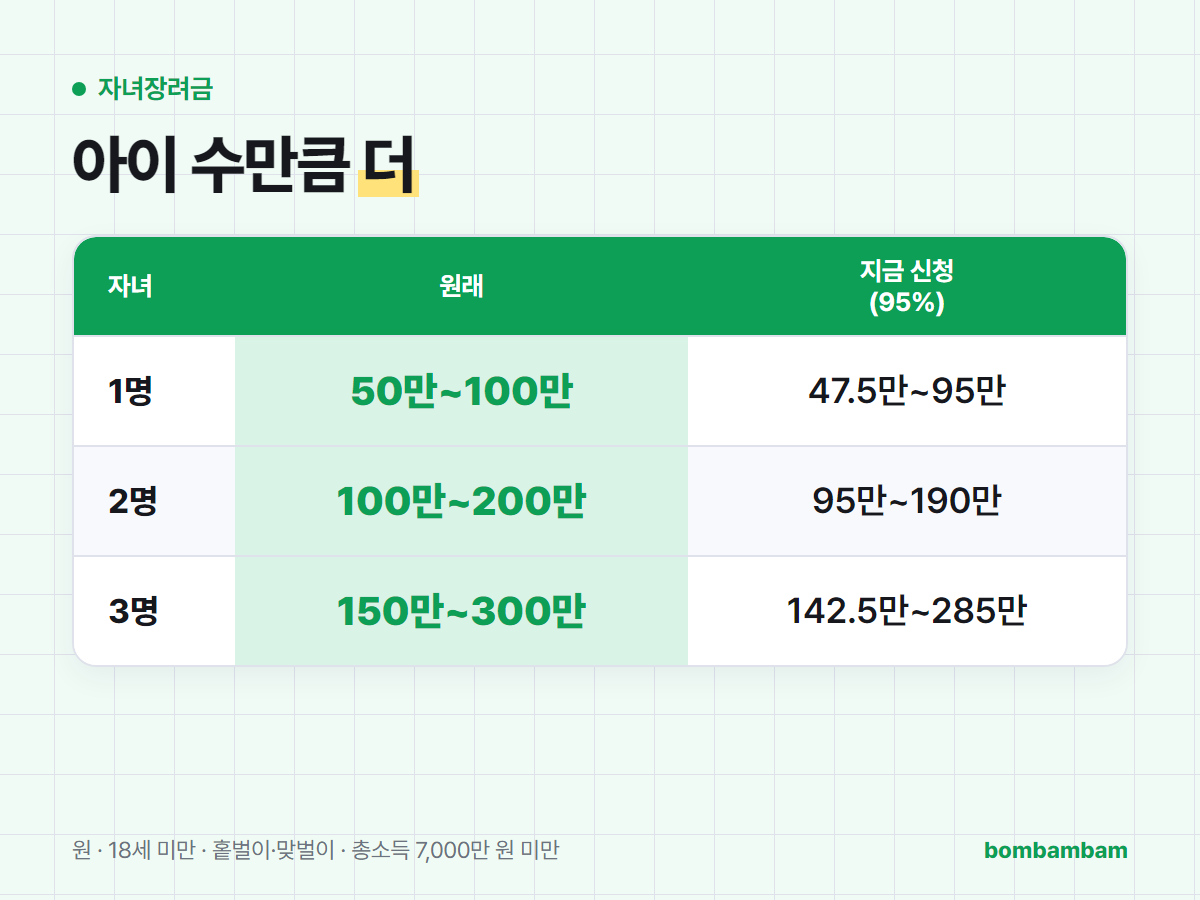 자녀장려금
아이 수만큼 더
자녀 원래 지금 신청
(95%)
1명 50만~100만 47.5만~95만
2명 100만~200만 95만~190만
3명 150만~300만 142.5만~285만
원 · 18세 미만 · 홑벌이·맞벌이 · 총소득 7,000만 원 미만
bombambam